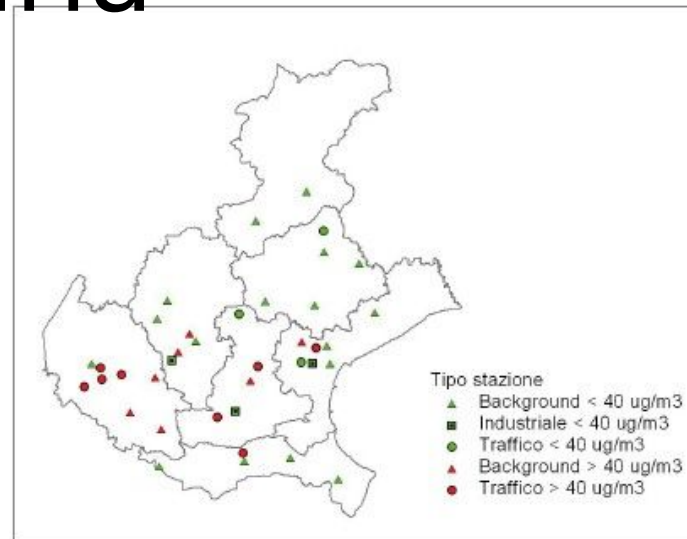 Tipo stazione
Background < 40 ug/m3
Industriale < 40 ug/m3
Traffico < 40 ug/m3
Background > 40 ug/m3
Traffico > 40 ug/m3